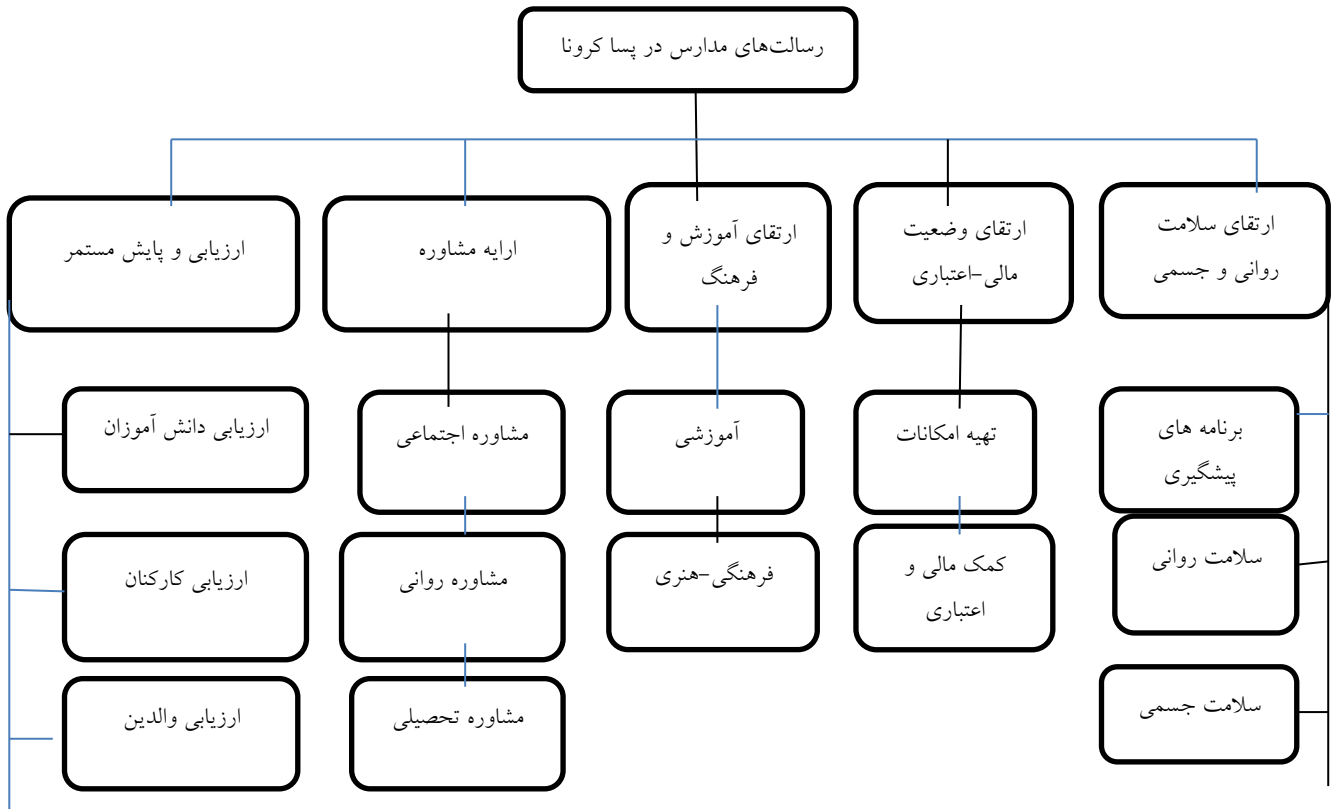 رسالت‌های مدارس در پسا کرونا
ارتقای سلامت
روانی و جسمی
ارتقای وضعیت
مالی-اعتباری
ارتقای آموزش و
فرهنگ
ارایه مشاوره
ارزیابی و پایش مستمر
برنامه های
پیشگیری
سلامت روانی
سلامت جسمی
تهیه امکانات
کمک مالی و
اعتباری
آموزشی
فرهنگی-هنری
مشاوره اجتماعی
مشاوره روانی
مشاوره تحصیلی
ارزیابی دانش آموزان
ارزیابی کارکنان
ارزیابی والدین